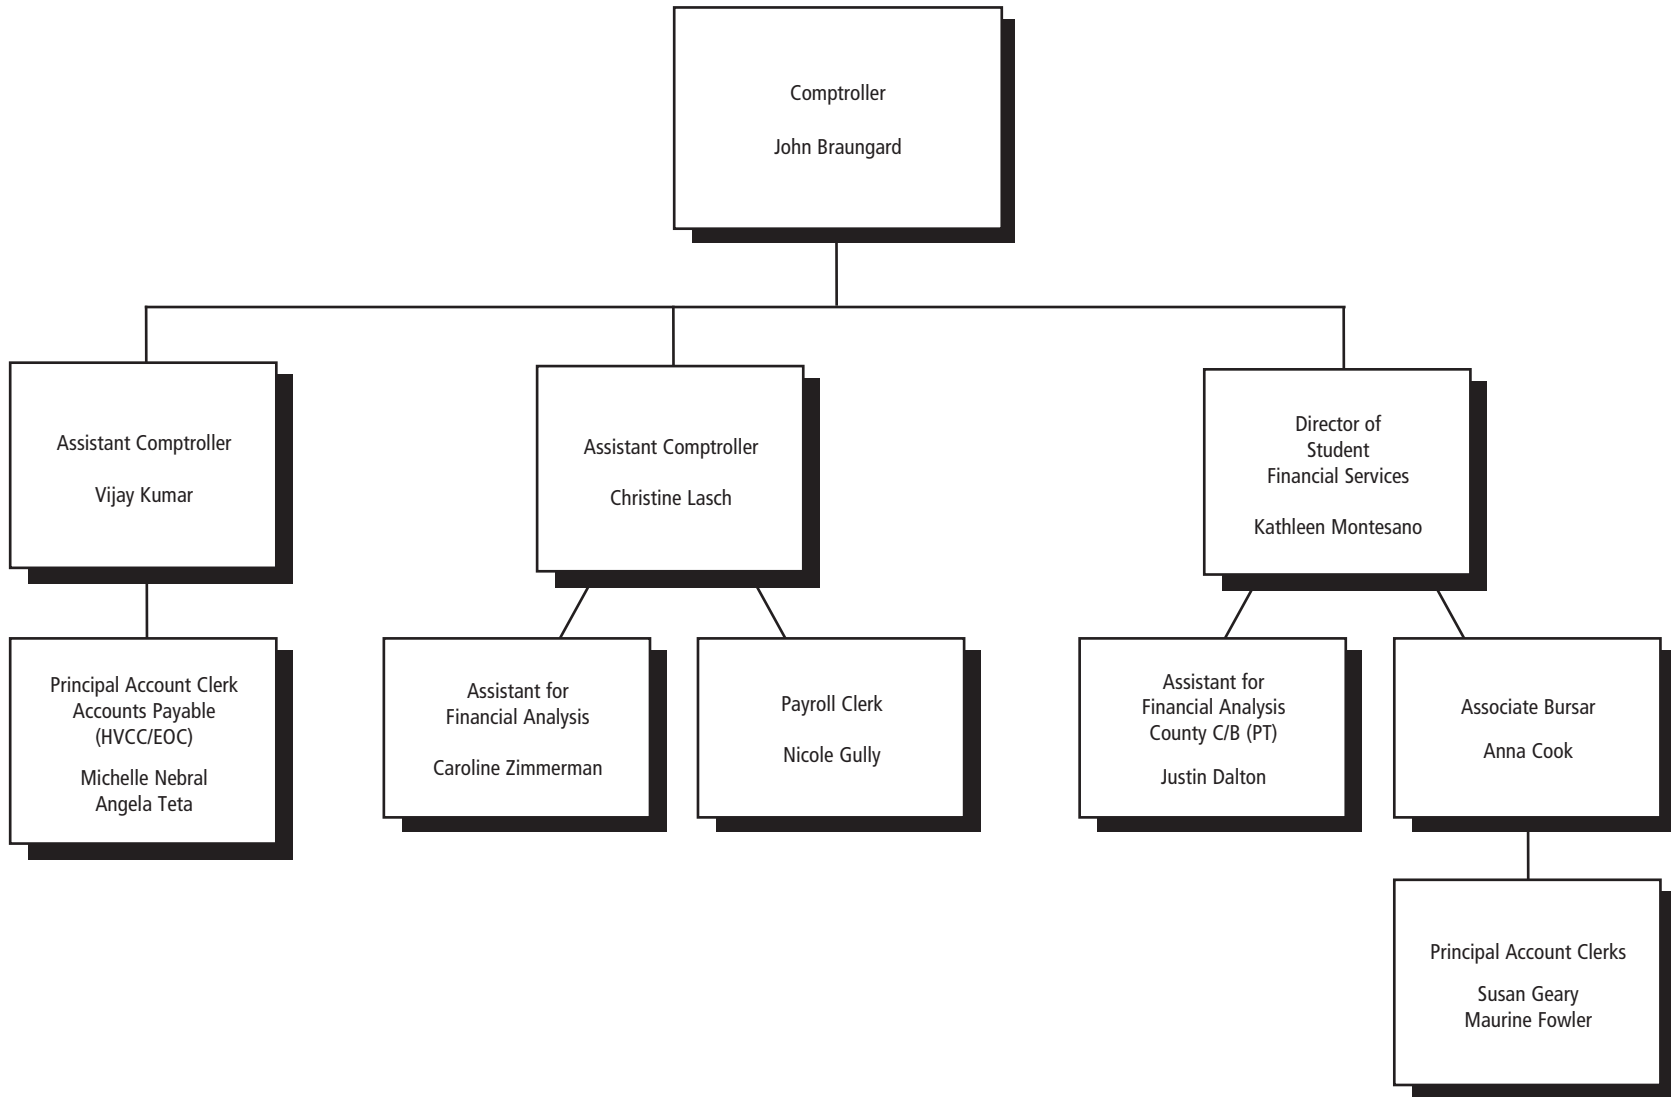 Comptroller
John Braungard
Assistant Comptroller
Vijay Kumar
Assistant Comptroller
Christine Lasch
Director of
Student
Financial Services
Kathleen Montesano
Principal Account Clerk
Accounts Payable
(HVCC/EOC)
Michelle Nebral
Angela Teta
Assistant for
Financial Analysis
Caroline Zimmerman
Payroll Clerk
Nicole Gully
Assistant for
Financial Analysis
County C/B (PT)
Justin Dalton
Associate Bursar
Anna Cook
Principal Account Clerks
Susan Geary
Maurine Fowler